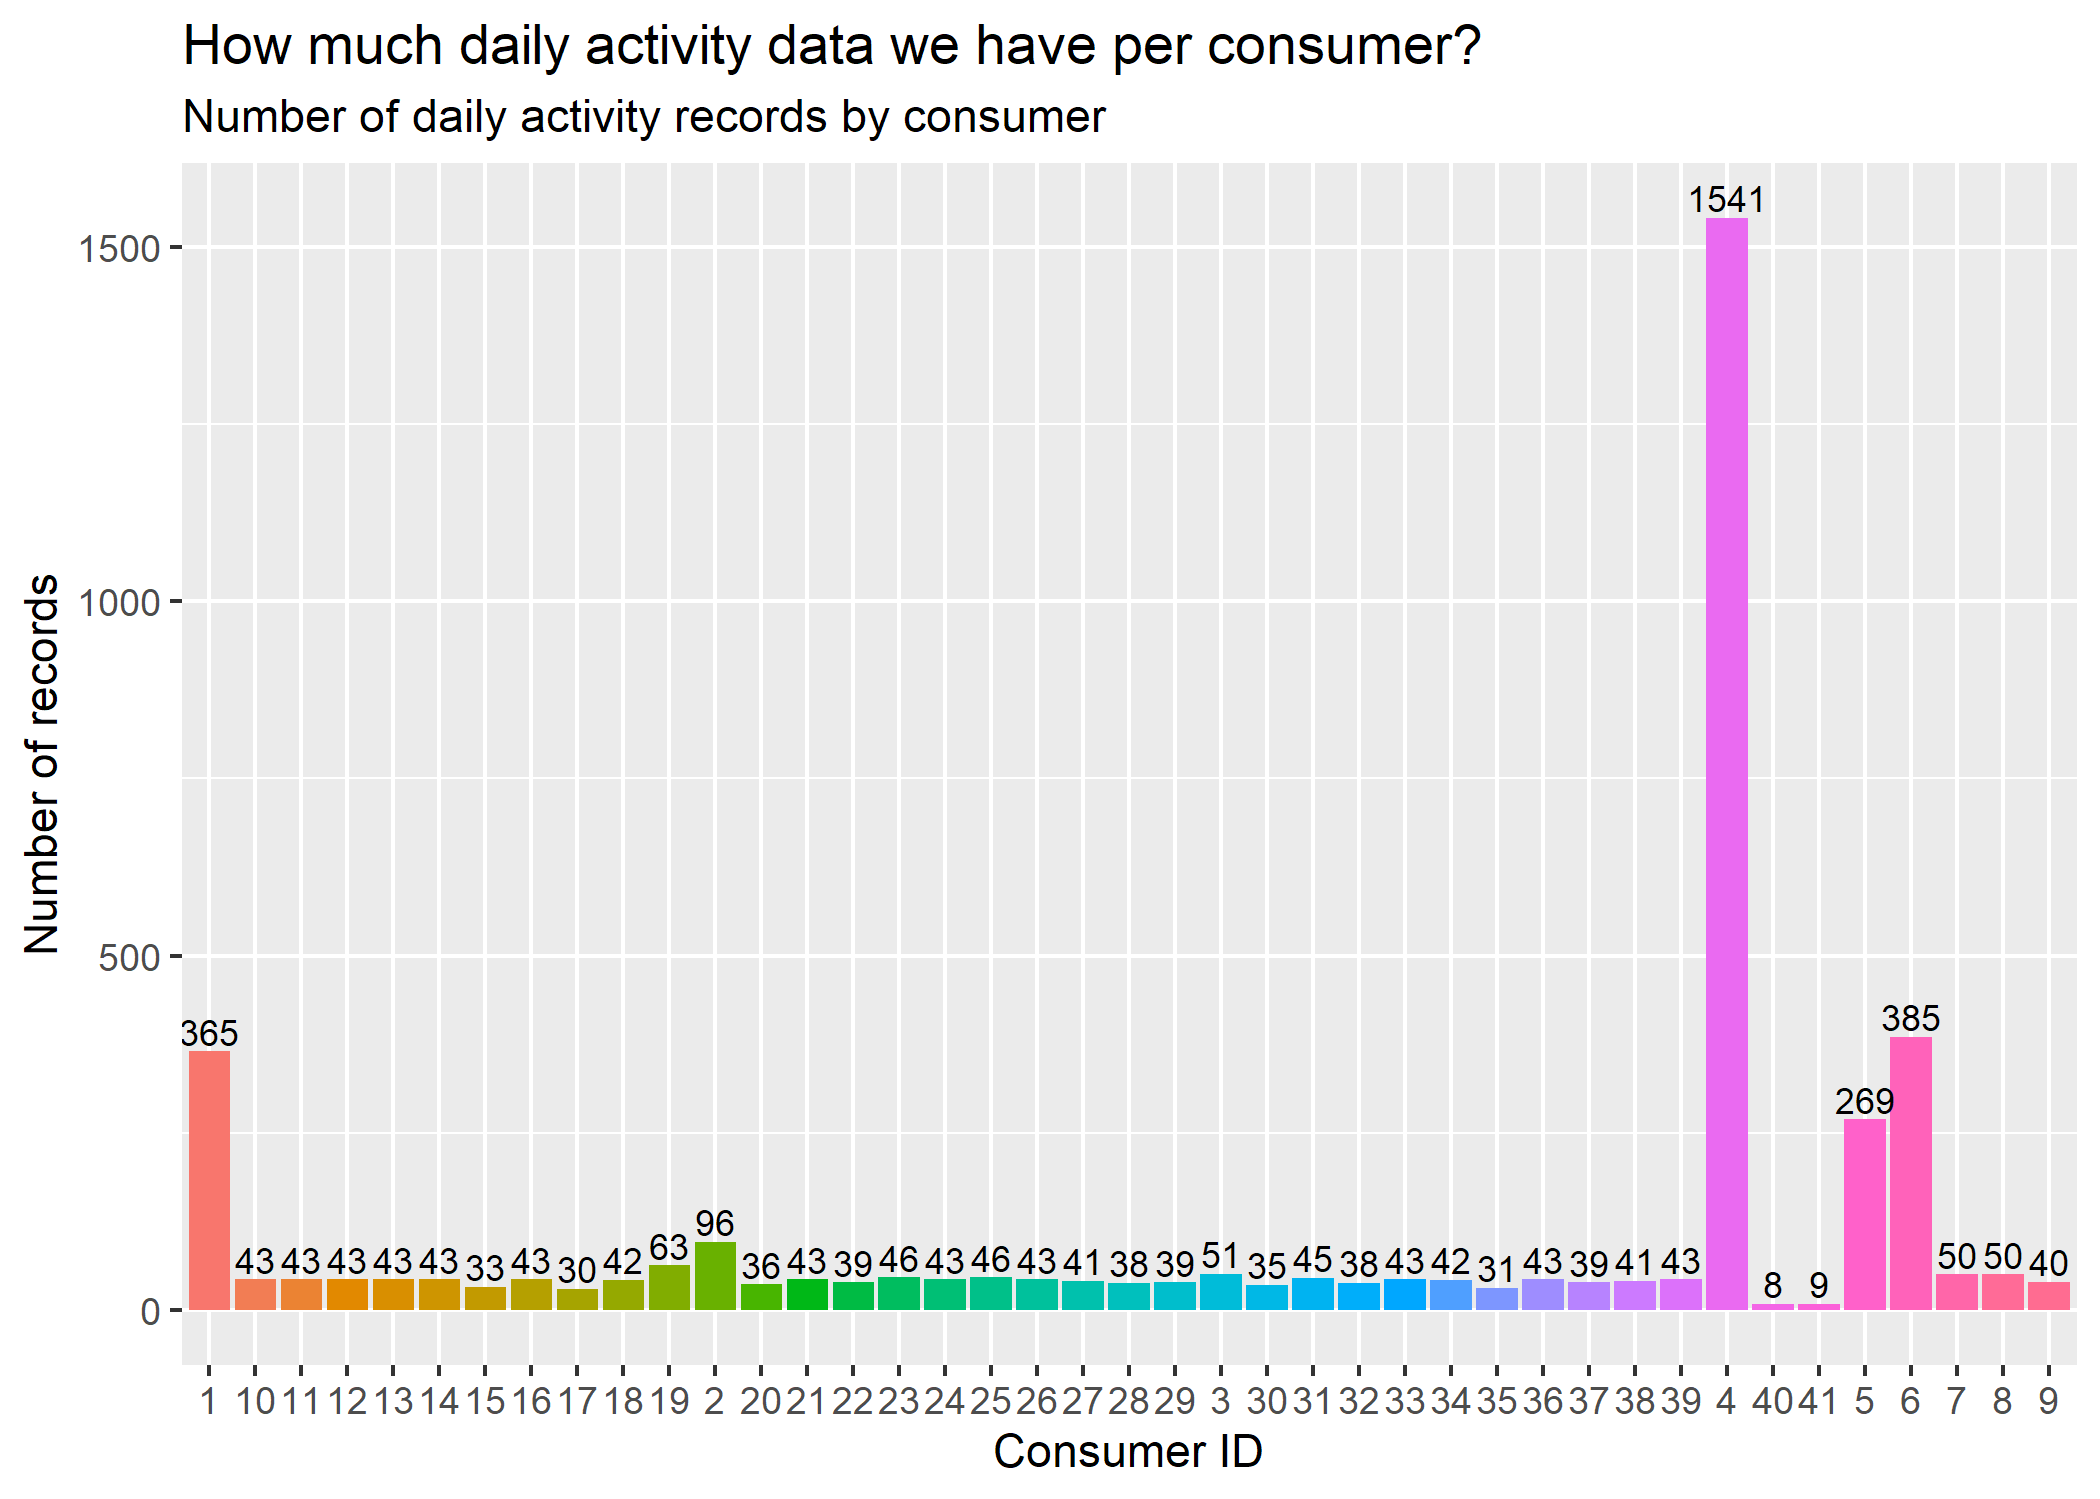 How much daily activity data we have per consumer?
Number of daily activity records by consumer
Number of records
1500
1000
500
0
365 43 43 43 43 43 33 43 30 42 63 96 36 43 39 46 43 46 43 41 38 39 51 35 45 38 43 42 31 43 39 41 43 1541 8 9 269 385 50 50 40
1 10 11 12 13 14 15 16 17 18 19 2 20 21 22 23 24 25 26 27 28 29 3 30 31 32 33 34 35 36 37 38 39 4 40 41 5 6 7 8 9
Consumer ID